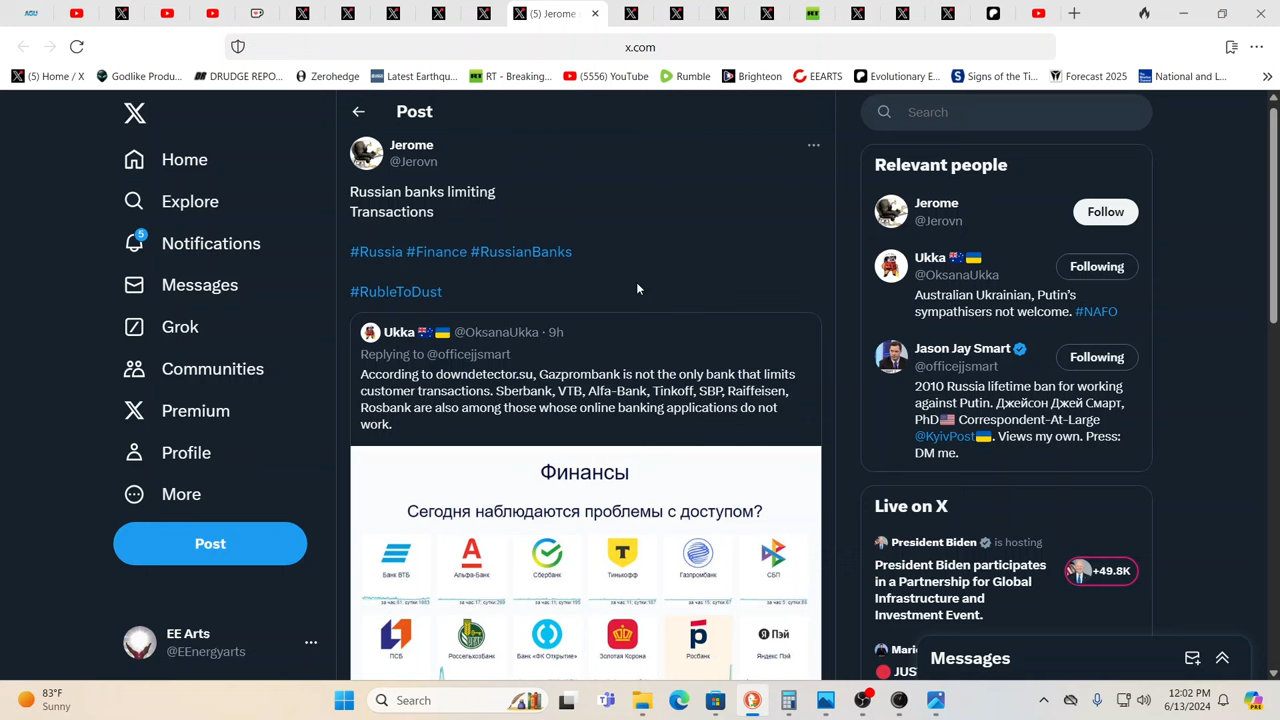 (5) Jerome
x.com
(5) Home / X
Godlike Produ...
DRUDGE REPO...
Zerohedge
Latest Earthqu...
RT - Breaking...
(5556) YouTube
Rumble
Brighteon
EEARTS
Evolutionary E...
Signs of the Ti...
Forecast 2025
National and L...
Home
Explore
5
Notifications
Messages
Grok
Communities
Premium
Profile
More
Post
EE Arts
@EEnergyarts
Post
Jerome
@Jerovn
Russian banks limiting
Transactions
#Russia #Finance #RussianBanks
#RubleToDust
Ukka @OksanaUkka · 9h
Replying to @officejjsmart
According to downdetector.su, Gazprombank is not the only bank that limits
customer transactions. Sberbank, VTB, Alfa-Bank, Tinkoff, SBP, Raiffeisen,
Rosbank are also among those whose online banking applications do not
work.
Финансы
Сегодня наблюдаются проблемы с доступом?
Банк ВТБ
Альфа-Банк
Сбербанк
Тинькофф
Газпромбанк
СБП
ПСБ
РоссельхозБанк
Банк «ФК Открытие»
Золотая Корона
Росбанк
Яндекс Пэй
Search
Relevant people
Jerome
@Jerovn
Follow
Ukka
@OksanaUkka
Following
Australian Ukrainian, Putin's
sympathisers not welcome. #NAFO
Jason Jay Smart
@officejjsmart
Following
2010 Russia lifetime ban for working
against Putin. Джейсон Джей Смарт,
PhD Correspondent-At-Large
@KyivPost. Views my own. Press:
DM me.
Live on X
President Biden is hosting
President Biden participates
in a Partnership for Global
Infrastructure and
Investment Event.
+49.8K
Messages
83°F
Sunny
Search
12:02 PM
6/13/2024